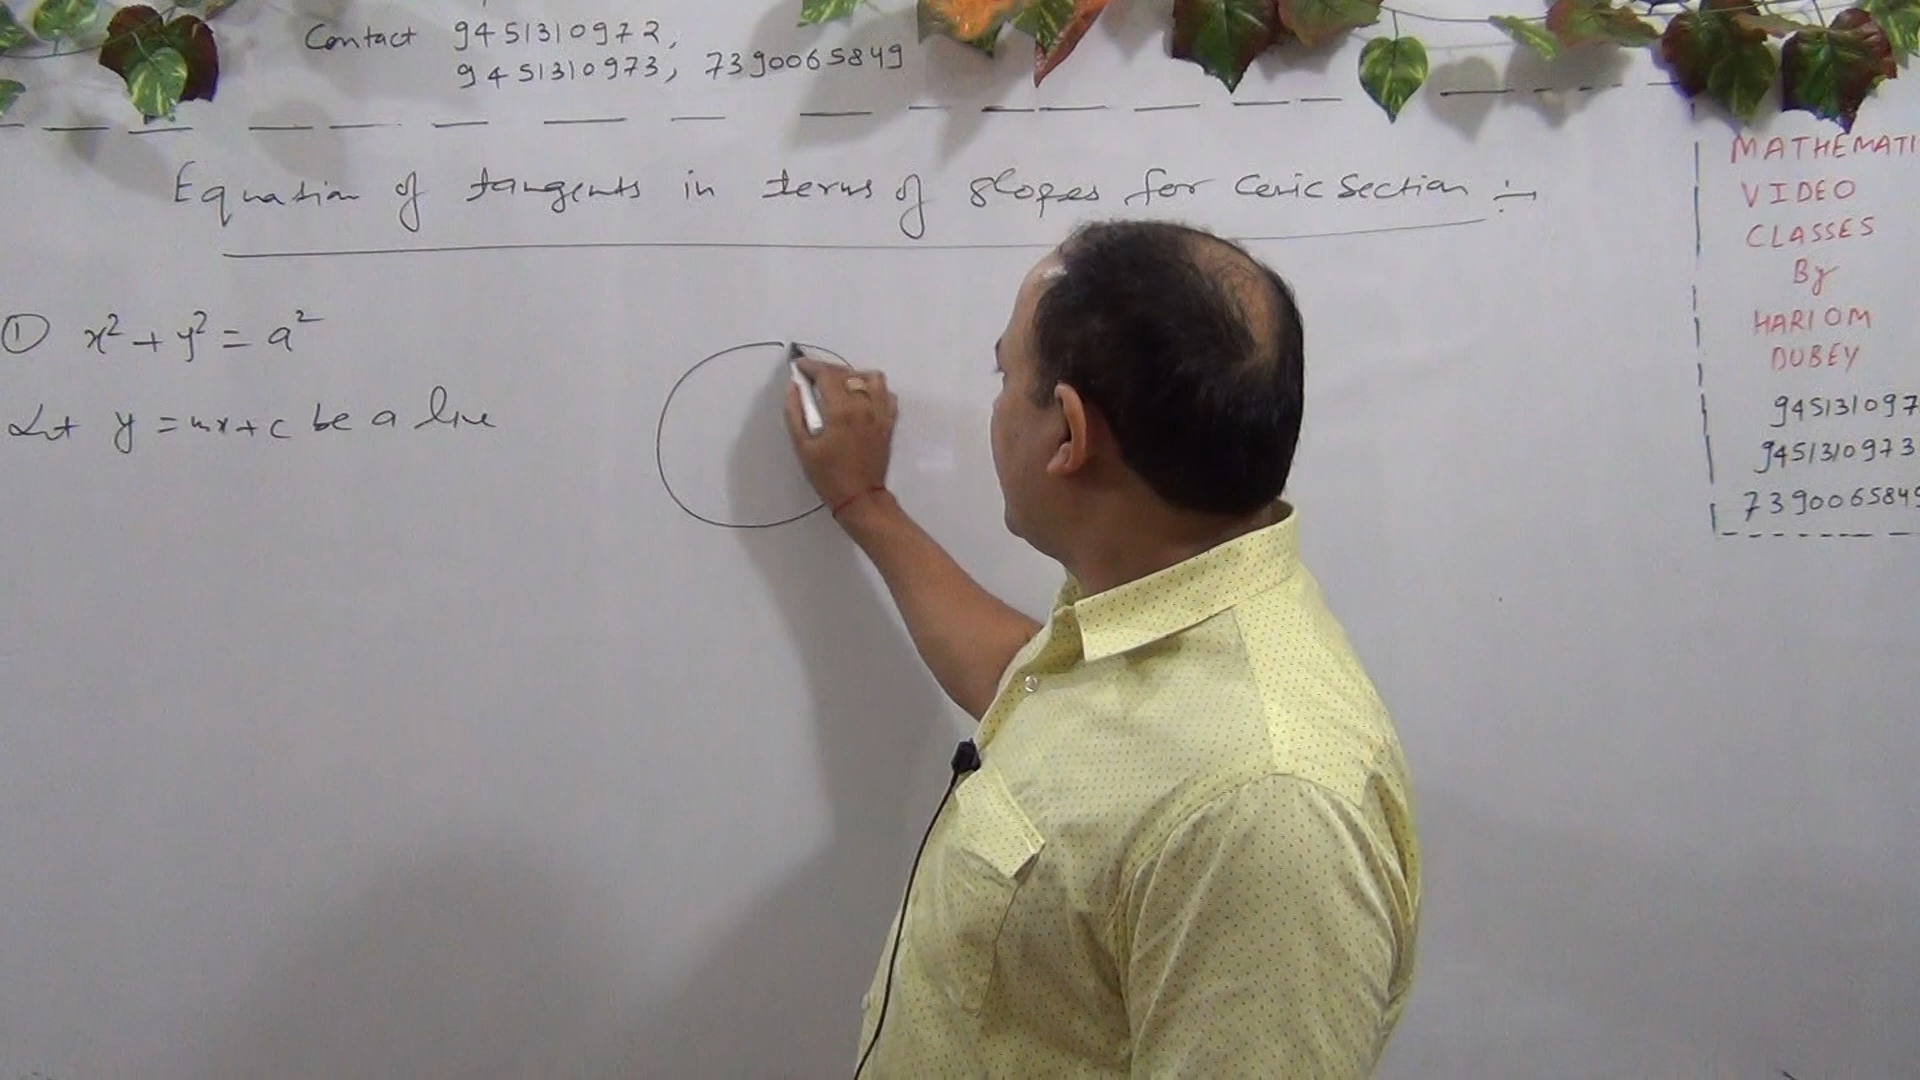 Contact 9451310972,
9451310973, 7390065849
Equation of tangents in terms of slopes for Conic Section :-
① x² + y² = a²
Let y = mx + c be a line
MATHEMATI
VIDEO
CLASSES
By
HARIOM
DUBEY
945131097
9451310973
7390065849